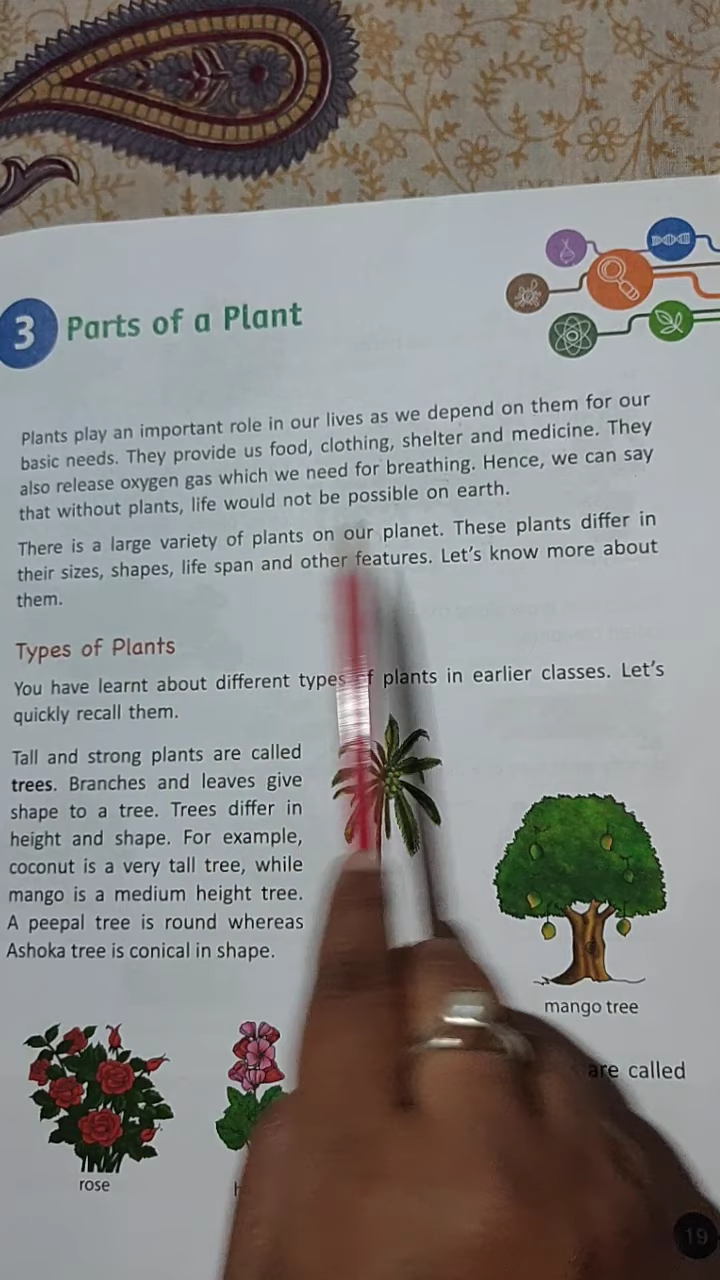 3 Parts of a Plant
Plants play an important role in our lives as we depend on them for our
basic needs. They provide us food, clothing, shelter and medicine. They
also release oxygen gas which we need for breathing. Hence, we can say
that without plants, life would not be possible on earth.
There is a large variety of plants on our planet. These plants differ in
their sizes, shapes, life span and other features. Let's know more about
them.
Types of Plants
You have learnt about different types of plants in earlier classes. Let's
quickly recall them.
Tall and strong plants are called
trees. Branches and leaves give
shape to a tree. Trees differ in
height and shape. For example,
coconut is a very tall tree, while
mango is a medium height tree.
A peepal tree is round whereas
Ashoka tree is conical in shape.
mango tree
are called
rose
19